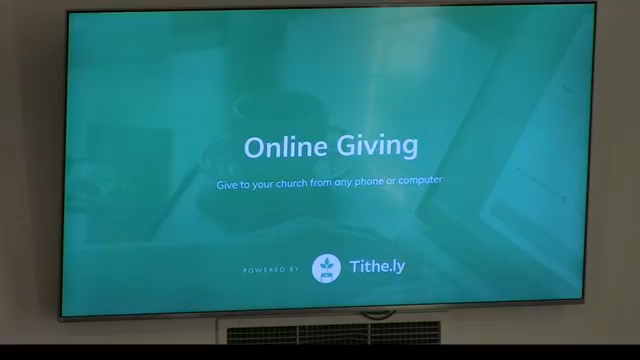 Online Giving
Give to your church from any phone or computer
POWERED BY Tithe.ly